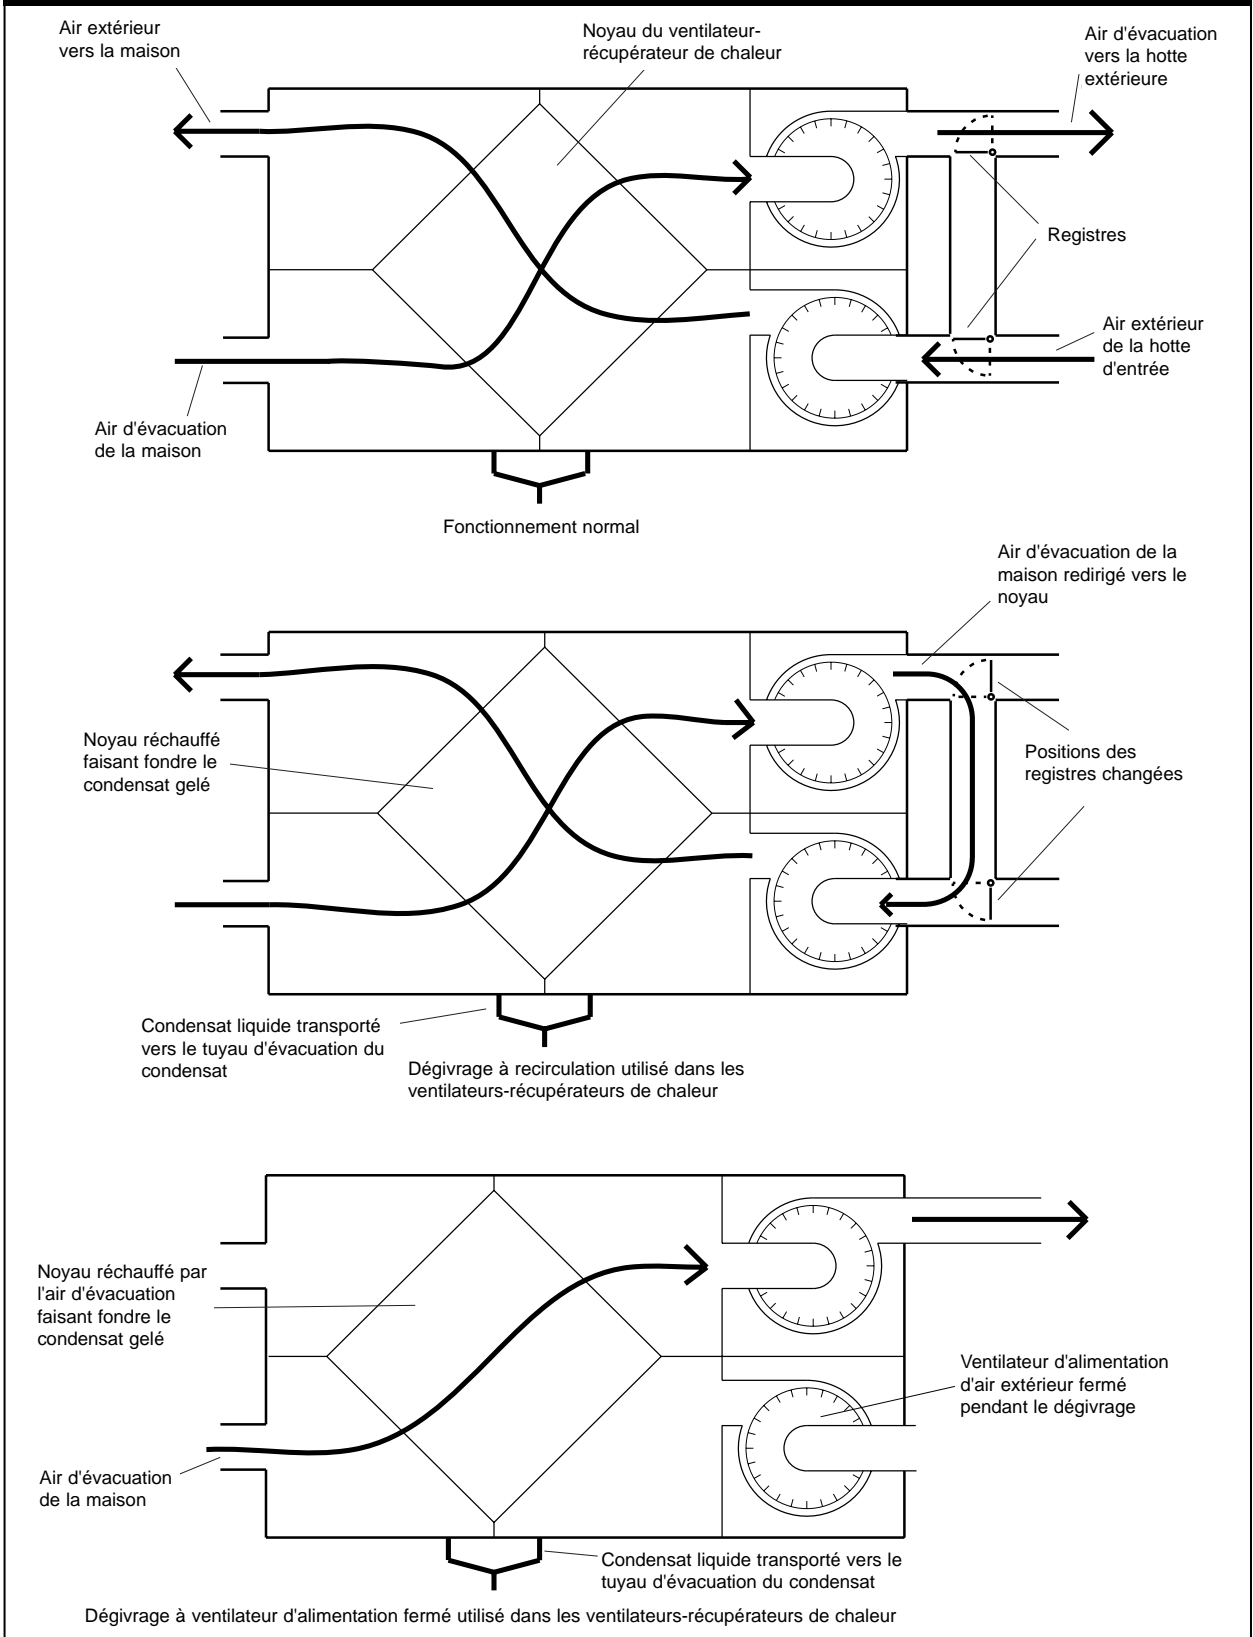 Air extérieur
vers la maison
Noyau du ventilateur-
récupérateur de chaleur
Air d'évacuation
vers la hotte
extérieure
Registres
Air extérieur
de la hotte
d'entrée
Air d'évacuation
de la maison
Fonctionnement normal
Air d'évacuation de la
maison redirigé vers le
noyau
Noyau réchauffé
faisant fondre le
condensat gelé
Positions des
registres changées
Condensat liquide transporté
vers le tuyau d'évacuation du
condensat
Dégivrage à recirculation utilisé dans les
ventilateurs-récupérateurs de chaleur
Noyau réchauffé par
l'air d'évacuation
faisant fondre le
condensat gelé
Ventilateur d'alimentation
d'air extérieur fermé
pendant le dégivrage
Air d'évacuation
de la maison
Condensat liquide transporté vers le
tuyau d'évacuation du condensat
Dégivrage à ventilateur d'alimentation fermé utilisé dans les ventilateurs-récupérateurs de chaleur